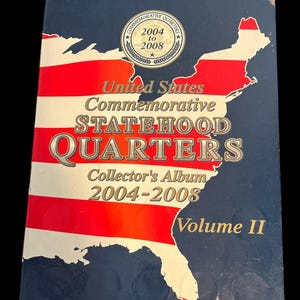 COMMEMORATIVE QUARTERS
2004
to
2008
United States
Commemorative
STATEHOOD
QUARTERS
Collector's Album
2004-2008
Volume II